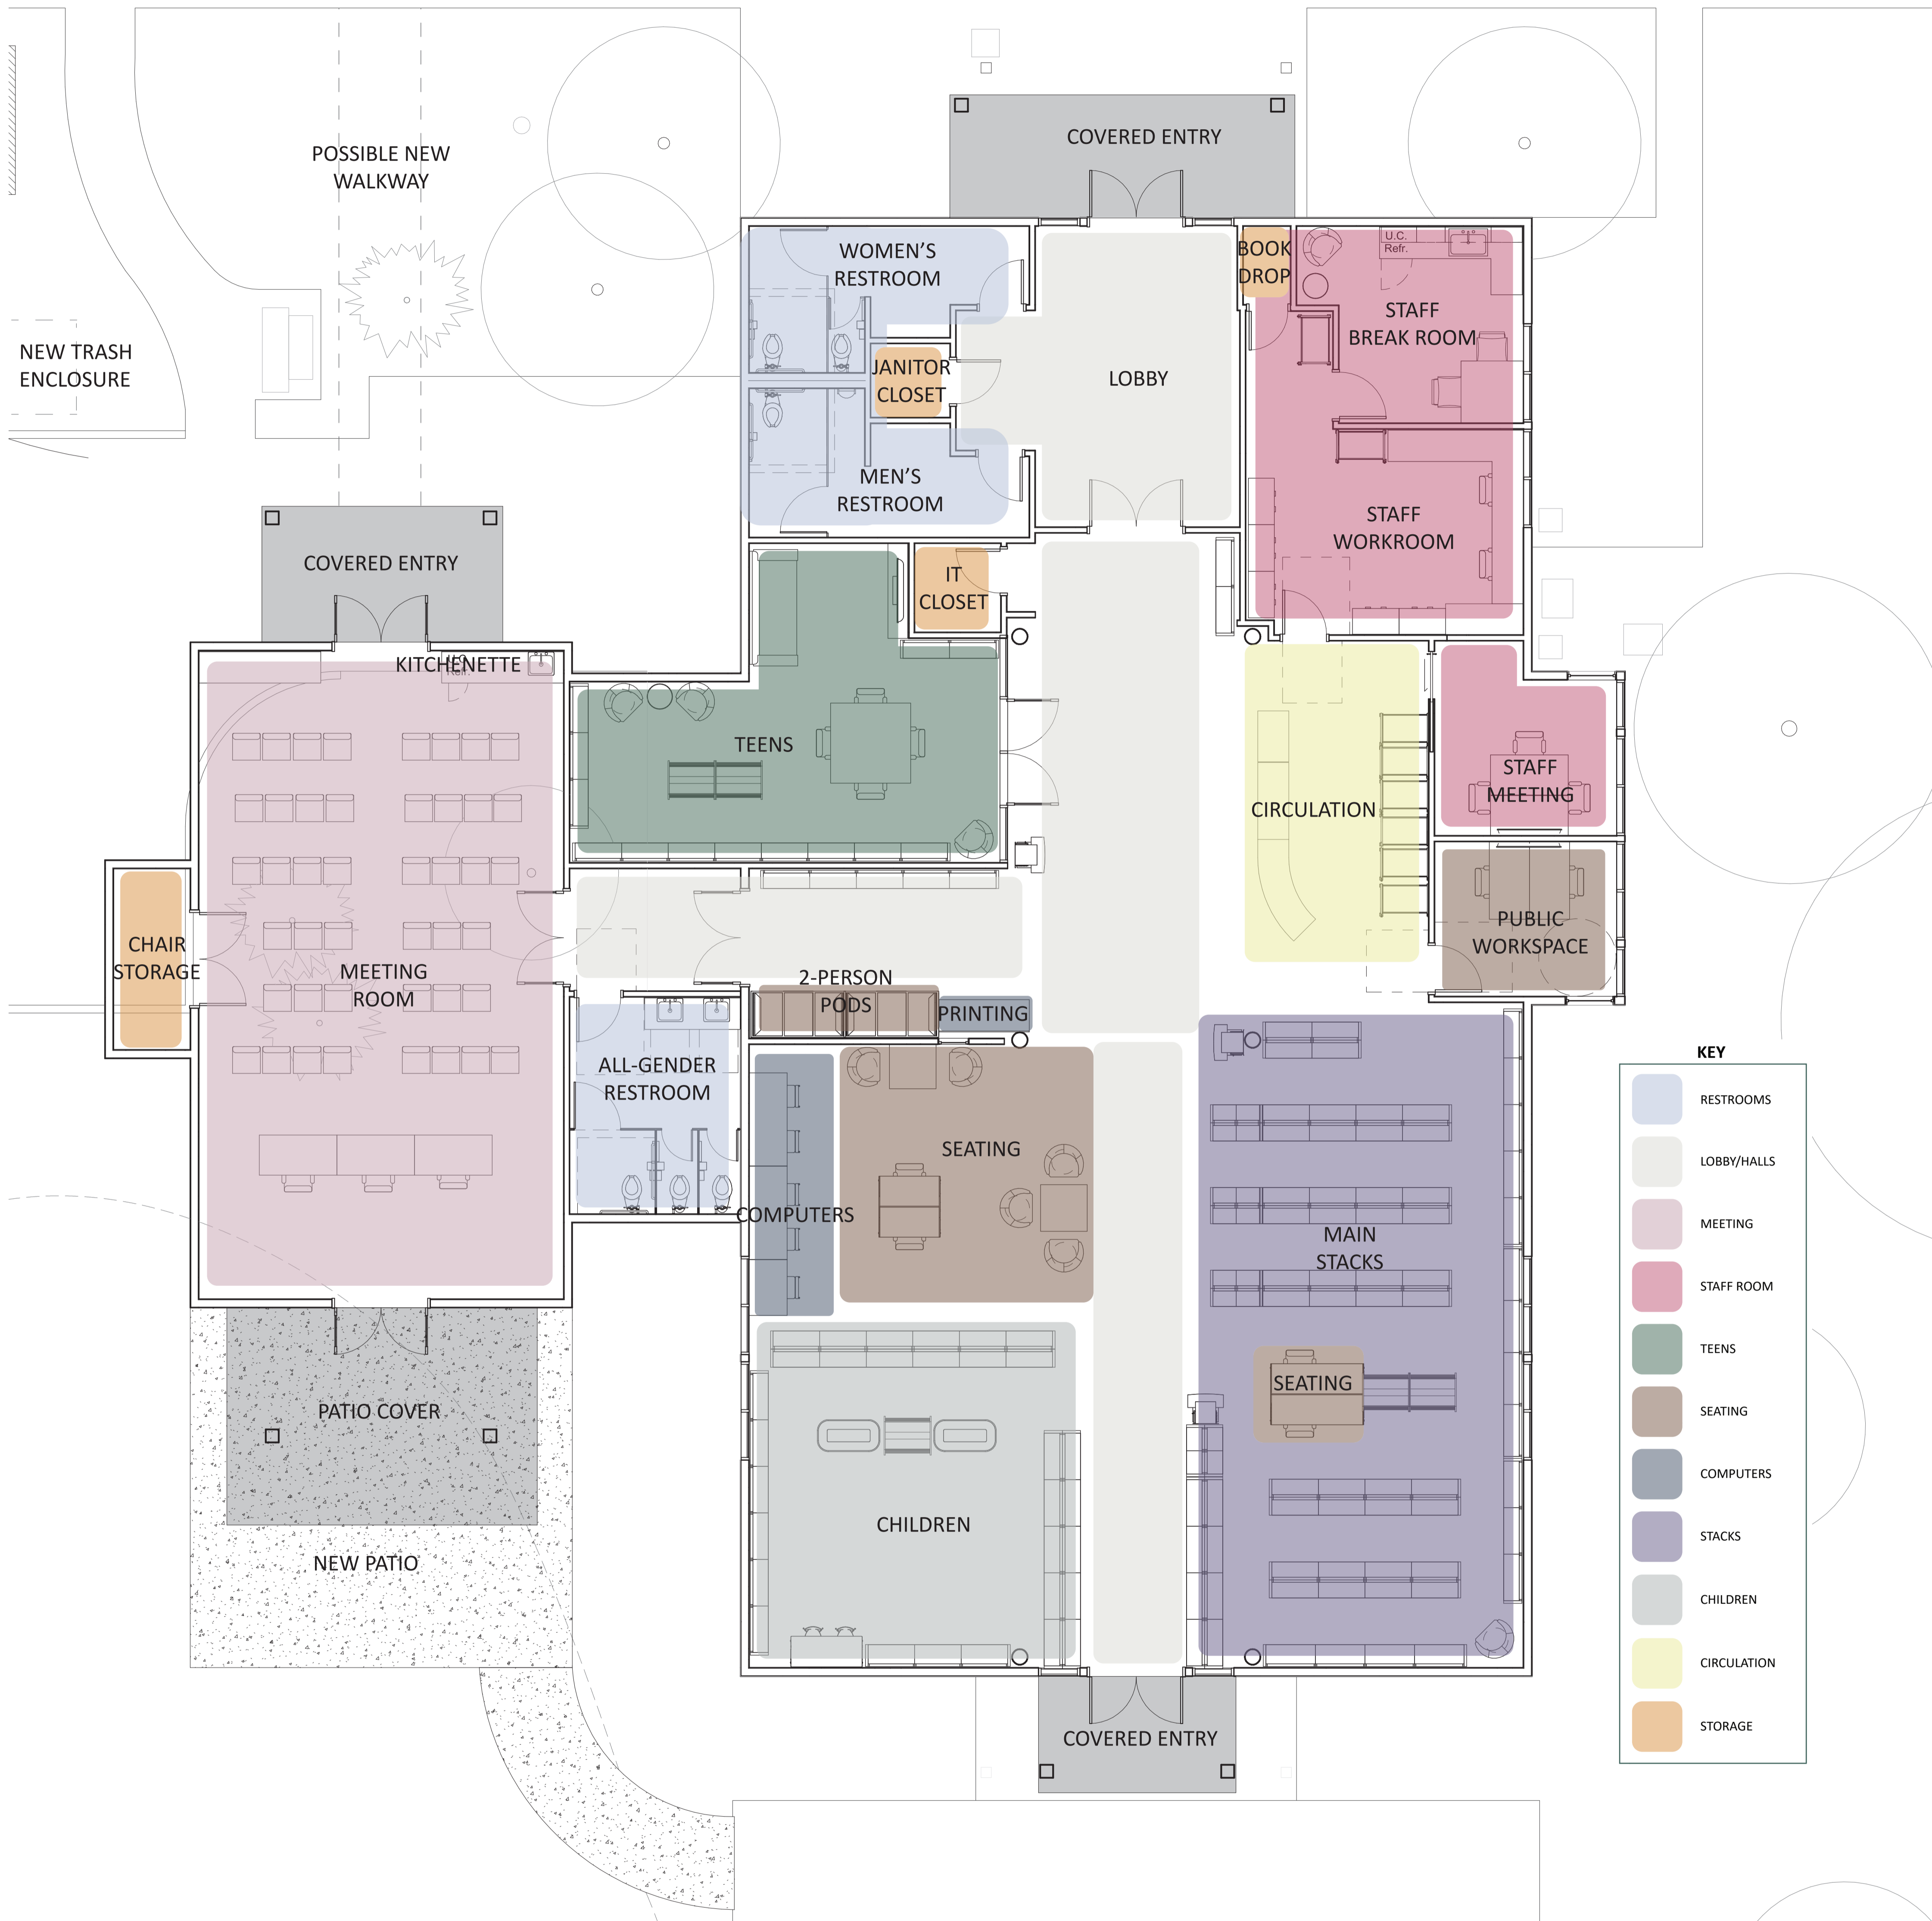 COVERED ENTRY
POSSIBLE NEW
WALKWAY
WOMEN'S
RESTROOM
BOOK
DROP
U.C.
Refr.
STAFF
BREAK ROOM
NEW TRASH
ENCLOSURE
JANITOR
CLOSET
LOBBY
MEN'S
RESTROOM
STAFF
WORKROOM
COVERED ENTRY
IT
CLOSET
KITCHENETTE
U.C.
Refr.
TEENS
STAFF
MEETING
CIRCULATION
CHAIR
STORAGE
MEETING
ROOM
PUBLIC
WORKSPACE
2-PERSON
PODS
PRINTING
ALL-GENDER
RESTROOM
SEATING
COMPUTERS
MAIN
STACKS
SEATING
PATIO COVER
CHILDREN
NEW PATIO
COVERED ENTRY
KEY
RESTROOMS
LOBBY/HALLS
MEETING
STAFF ROOM
TEENS
SEATING
COMPUTERS
STACKS
CHILDREN
CIRCULATION
STORAGE